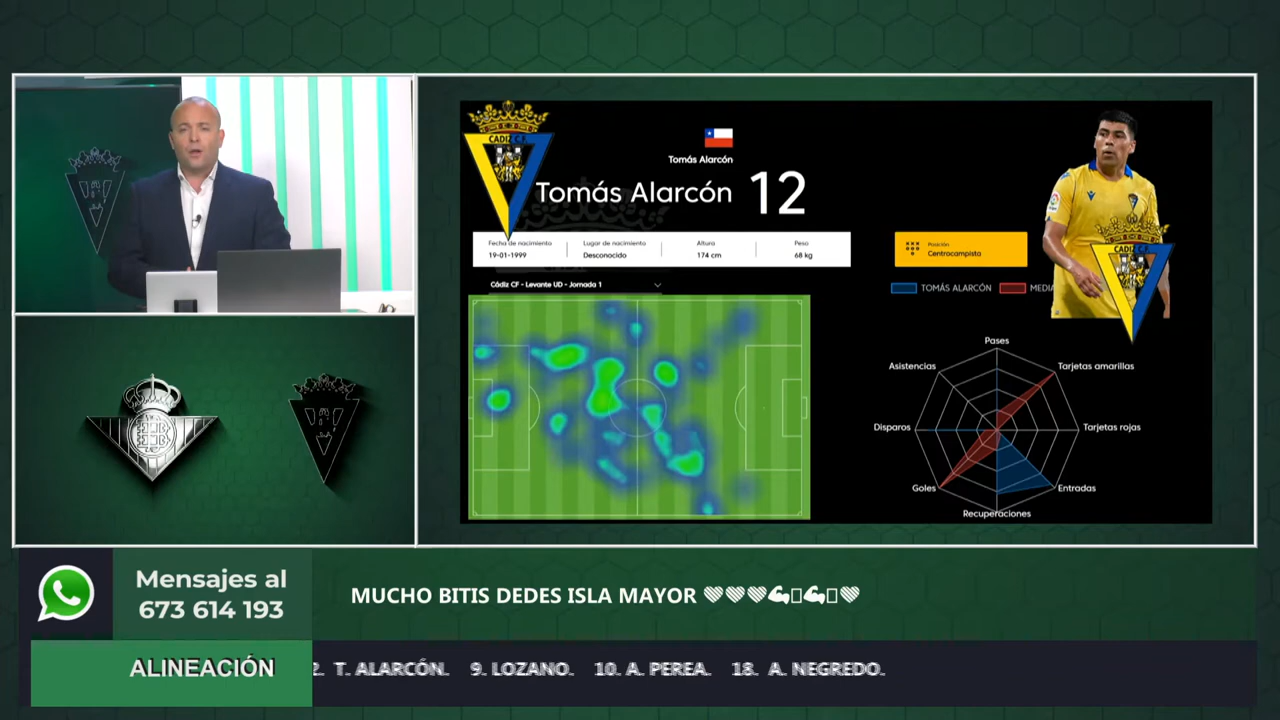 CADIZ C.F.
Tomás Alarcón
Tomás Alarcón 12
Fecha de nacimiento
19-01-1999
Lugar de nacimiento
Desconocido
Altura
174 cm
Peso
68 kg
Posición
Centrocampista
Cádiz CF - Levante UD - Jornada 1
TOMÁS ALARCÓN
MEDIA
CADIZ C.F.
Pases
Asistencias
Tarjetas amarillas
Disparos
Tarjetas rojas
Goles
Entradas
Recuperaciones
Mensajes al
673 614 193
MUCHO BITIS DEDES ISLA MAYOR
ALINEACIÓN
2. T. ALARCÓN. 9. LOZANO. 10. A. PEREA. 18. A. NEGREDO.